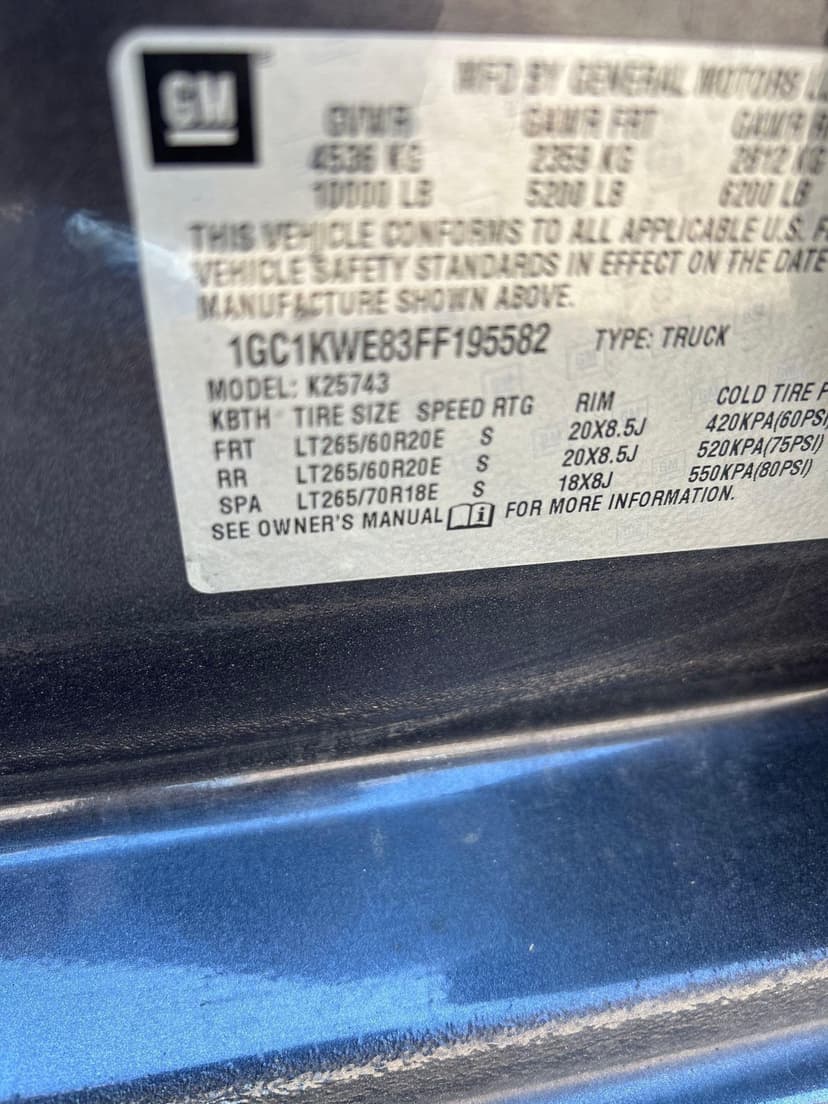 GM
MFD BY GENERAL MOTORS
GVWR GAWR FRT GAWR
4536 KG 2359 KG 2812 KG
10000 LB 5200 LB 6200 LB
THIS VEHICLE CONFORMS TO ALL APPLICABLE U.S. F
VEHICLE SAFETY STANDARDS IN EFFECT ON THE DATE
MANUFACTURE SHOWN ABOVE.
1GC1KWE83FF195582 TYPE: TRUCK
MODEL: K25743
KBTH TIRE SIZE SPEED RTG RIM COLD TIRE P
FRT LT265/60R20E S 20X8.5J 420KPA(60PSI)
RR LT265/60R20E S 20X8.5J 520KPA(75PSI)
SPA LT265/70R18E S 18X8J 550KPA(80PSI)
SEE OWNER'S MANUAL i FOR MORE INFORMATION.